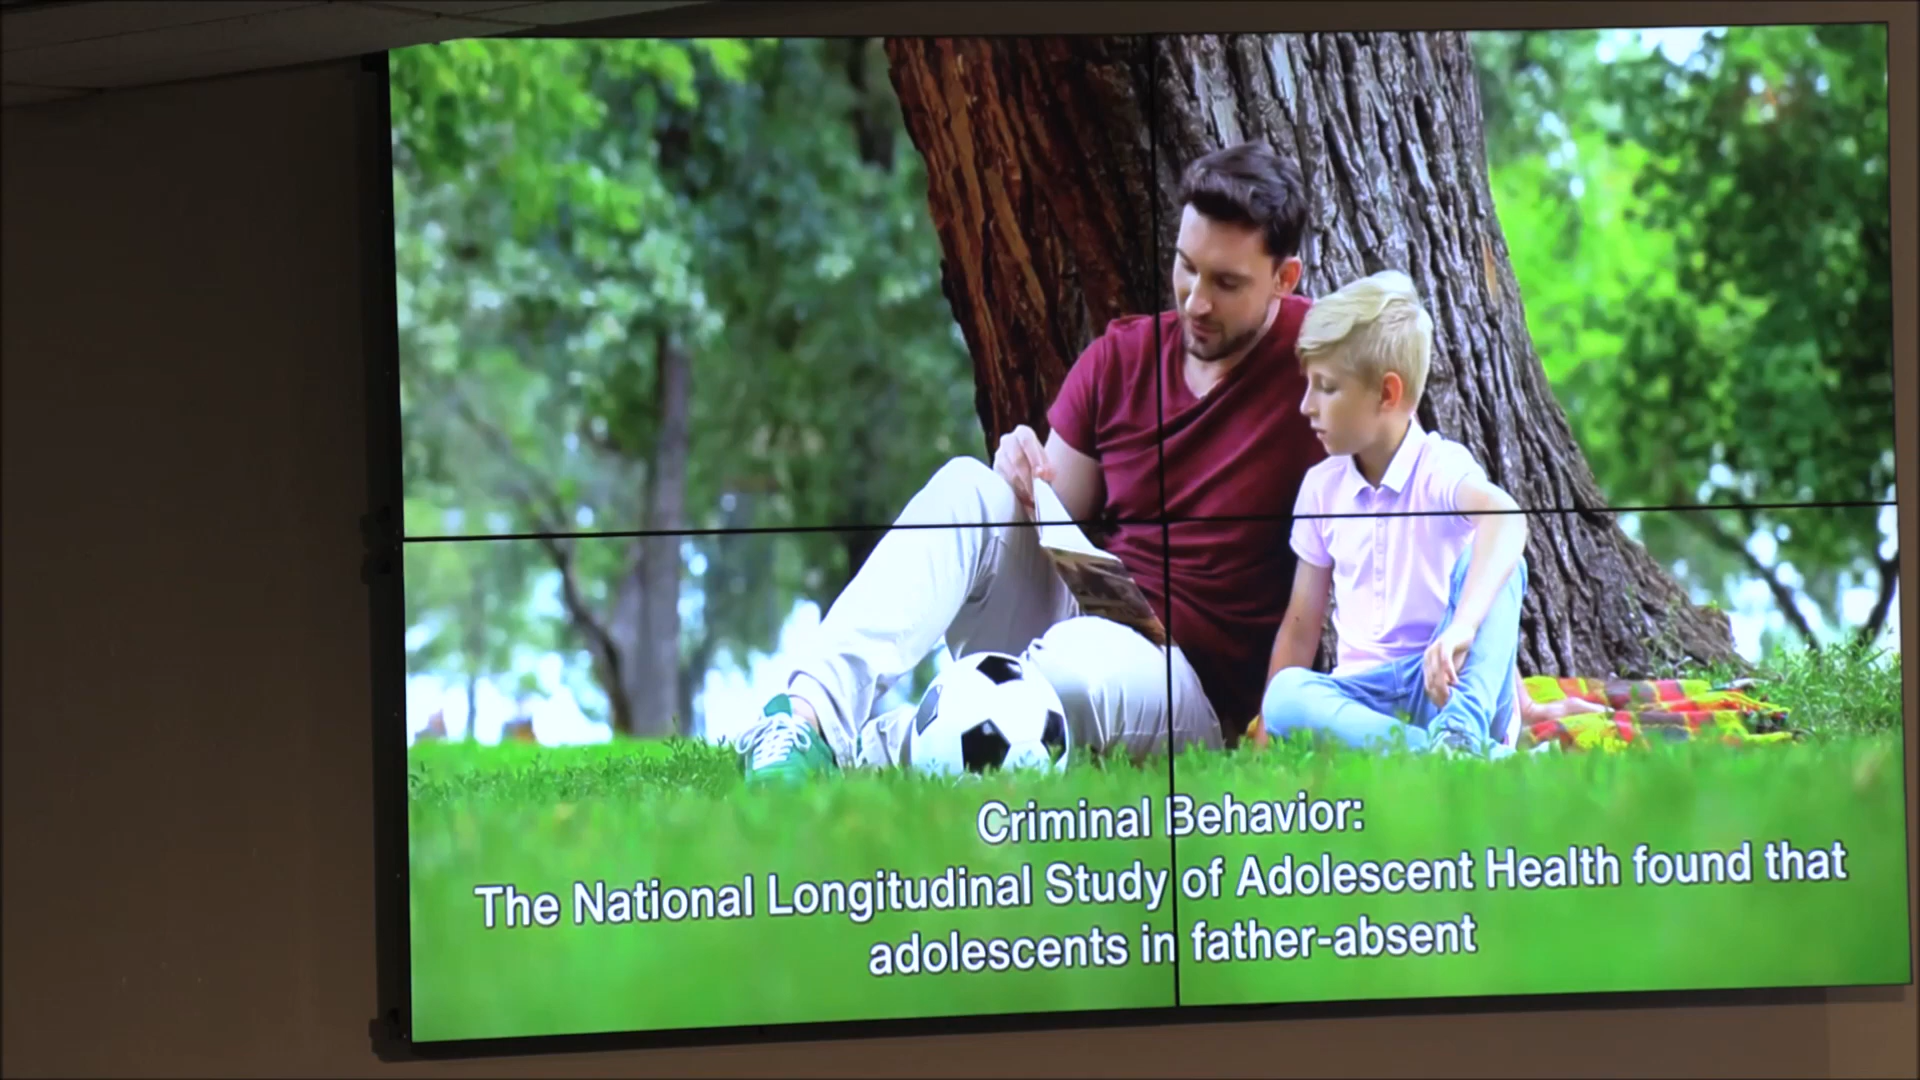 Criminal Behavior:
The National Longitudinal Study of Adolescent Health found that
adolescents in father-absent